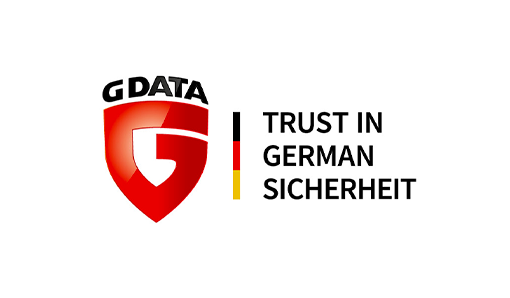 G DATA
TRUST IN
GERMAN
SICHERHEIT